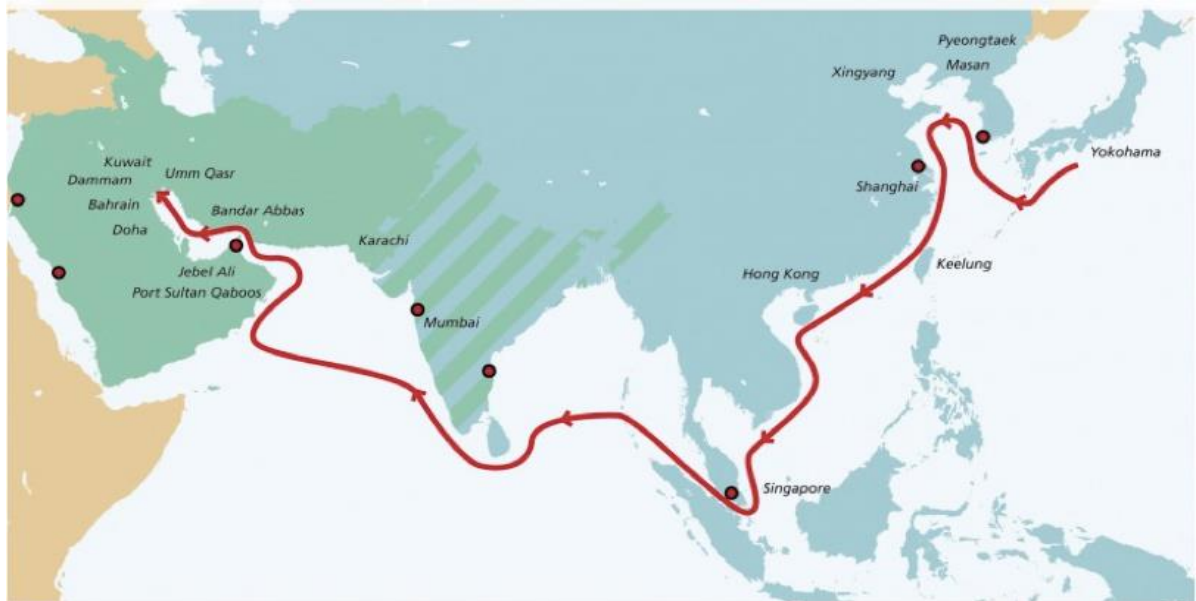 Pyeongtaek
Masan
Xingyang
Yokohama
Shanghai
Kuwait
Umm Qasr
Dammam
Bahrain
Bandar Abbas
Doha
Karachi
Keelung
Hong Kong
Jebel Ali
Port Sultan Qaboos
Mumbai
Singapore